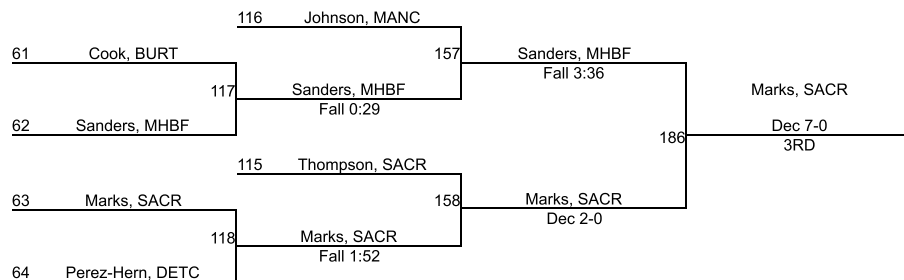 116 Johnson, MANC
61 Cook, BURT
157 Sanders, MHBF
Fall 3:36
117 Sanders, MHBF
Fall 0:29
Marks, SACR
62 Sanders, MHBF
Dec 7-0
186
3RD
115 Thompson, SACR
63 Marks, SACR
158 Marks, SACR
Dec 2-0
118 Marks, SACR
Fall 1:52
64 Perez-Hern, DETC